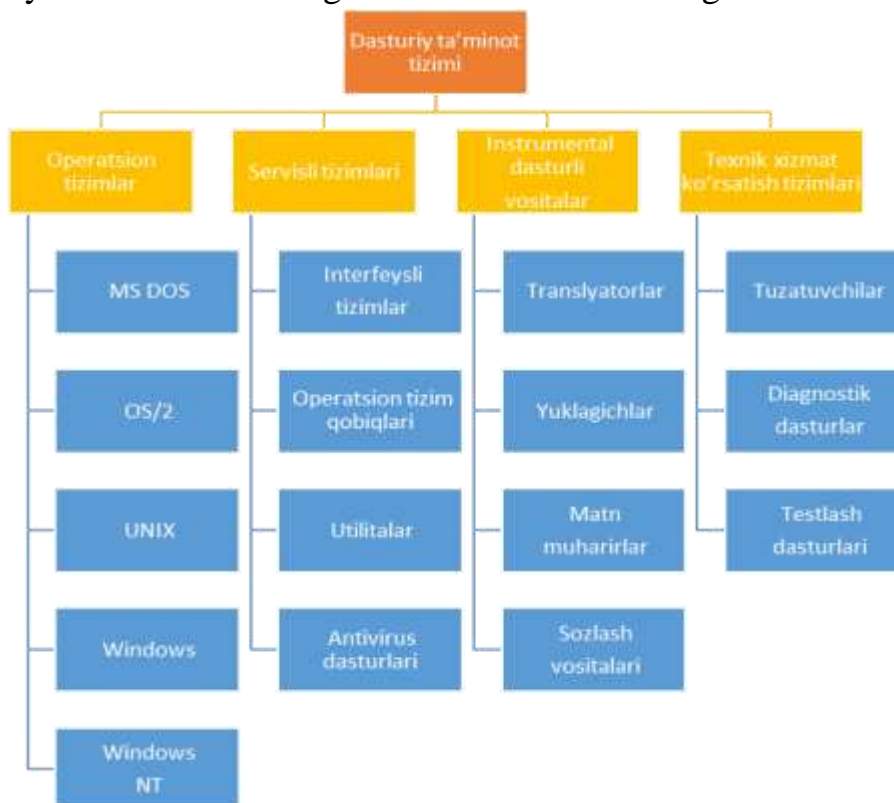 Dasturiy ta'minot
tizimi
Operatsion
tizimlar
Servisli tizimlari
Instrumental
dasturli
vositalar
Texnik xizmat
ko'rsatish tizimlari
MS DOS
OS/2
UNIX
Windows
Windows
NT
Interfeysli
tizimlar
Operatsion tizim
qobiqlari
Utilitalar
Antivirus
dasturlari
Translyatorlar
Yuklagichlar
Matn
muharirlar
Sozlash
vositalari
Tuzatuvchilar
Diagnostik
dasturlar
Testlash
dasturlari